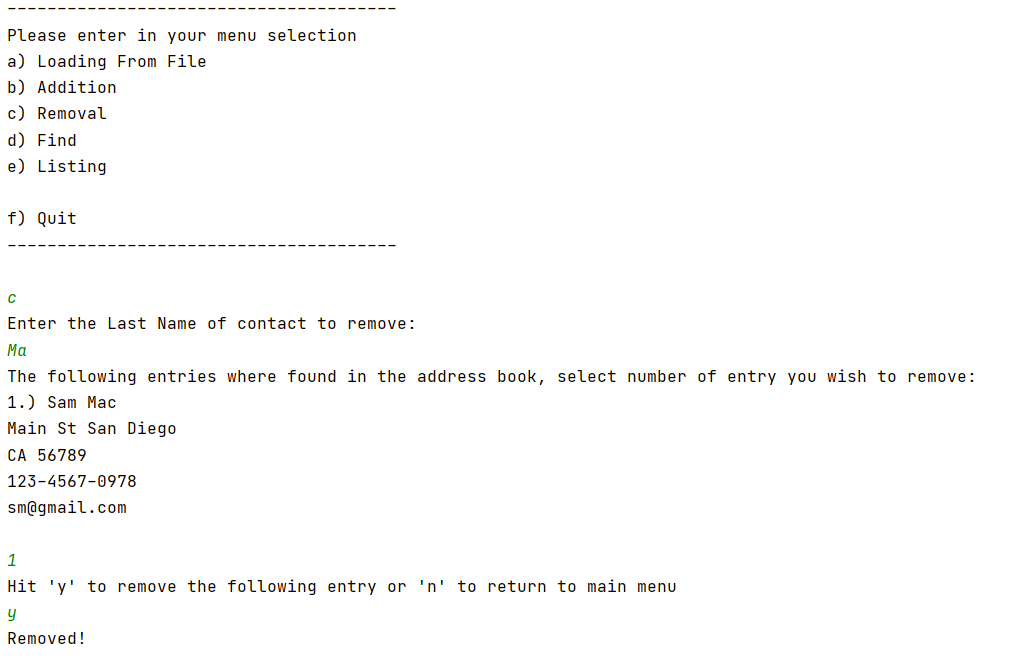 ---------------------------------------
Please enter in your menu selection
a) Loading From File
b) Addition
c) Removal
d) Find
e) Listing
f) Quit
---------------------------------------
c
Enter the Last Name of contact to remove:
Ma
The following entries where found in the address book, select number of entry you wish to remove:
1.) Sam Mac
Main St San Diego
CA 56789
123-4567-0978
sm@gmail.com
1
Hit 'y' to remove the following entry or 'n' to return to main menu
y
Removed!